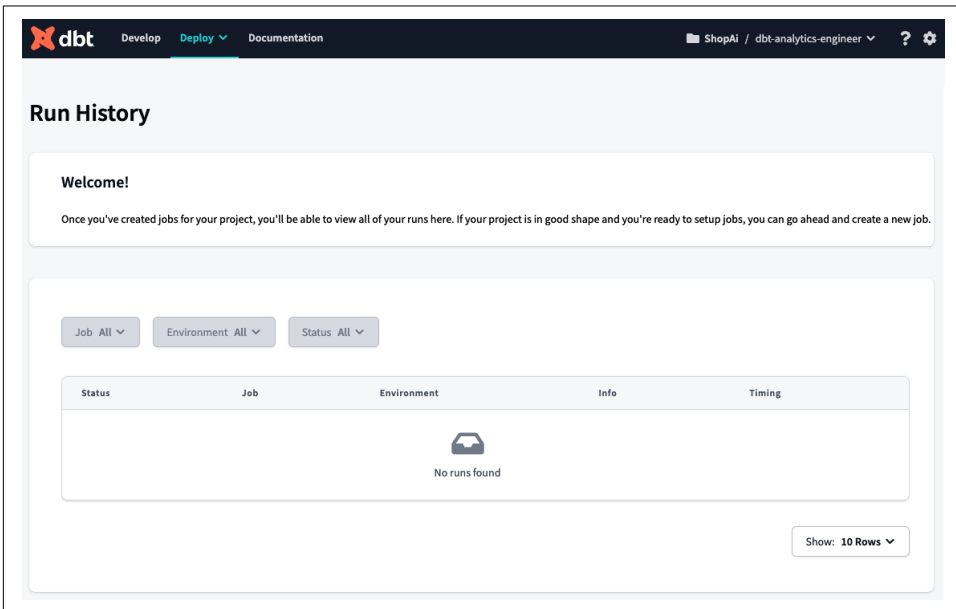 dbt Develop Deploy Documentation ShopAi / dbt-analytics-engineer ?
Run History
Welcome!
Once you've created jobs for your project, you'll be able to view all of your runs here. If your project is in good shape and you're ready to setup jobs, you can go ahead and create a new job.
Job All Environment All Status All
Status Job Environment Info Timing
No runs found
Show: 10 Rows